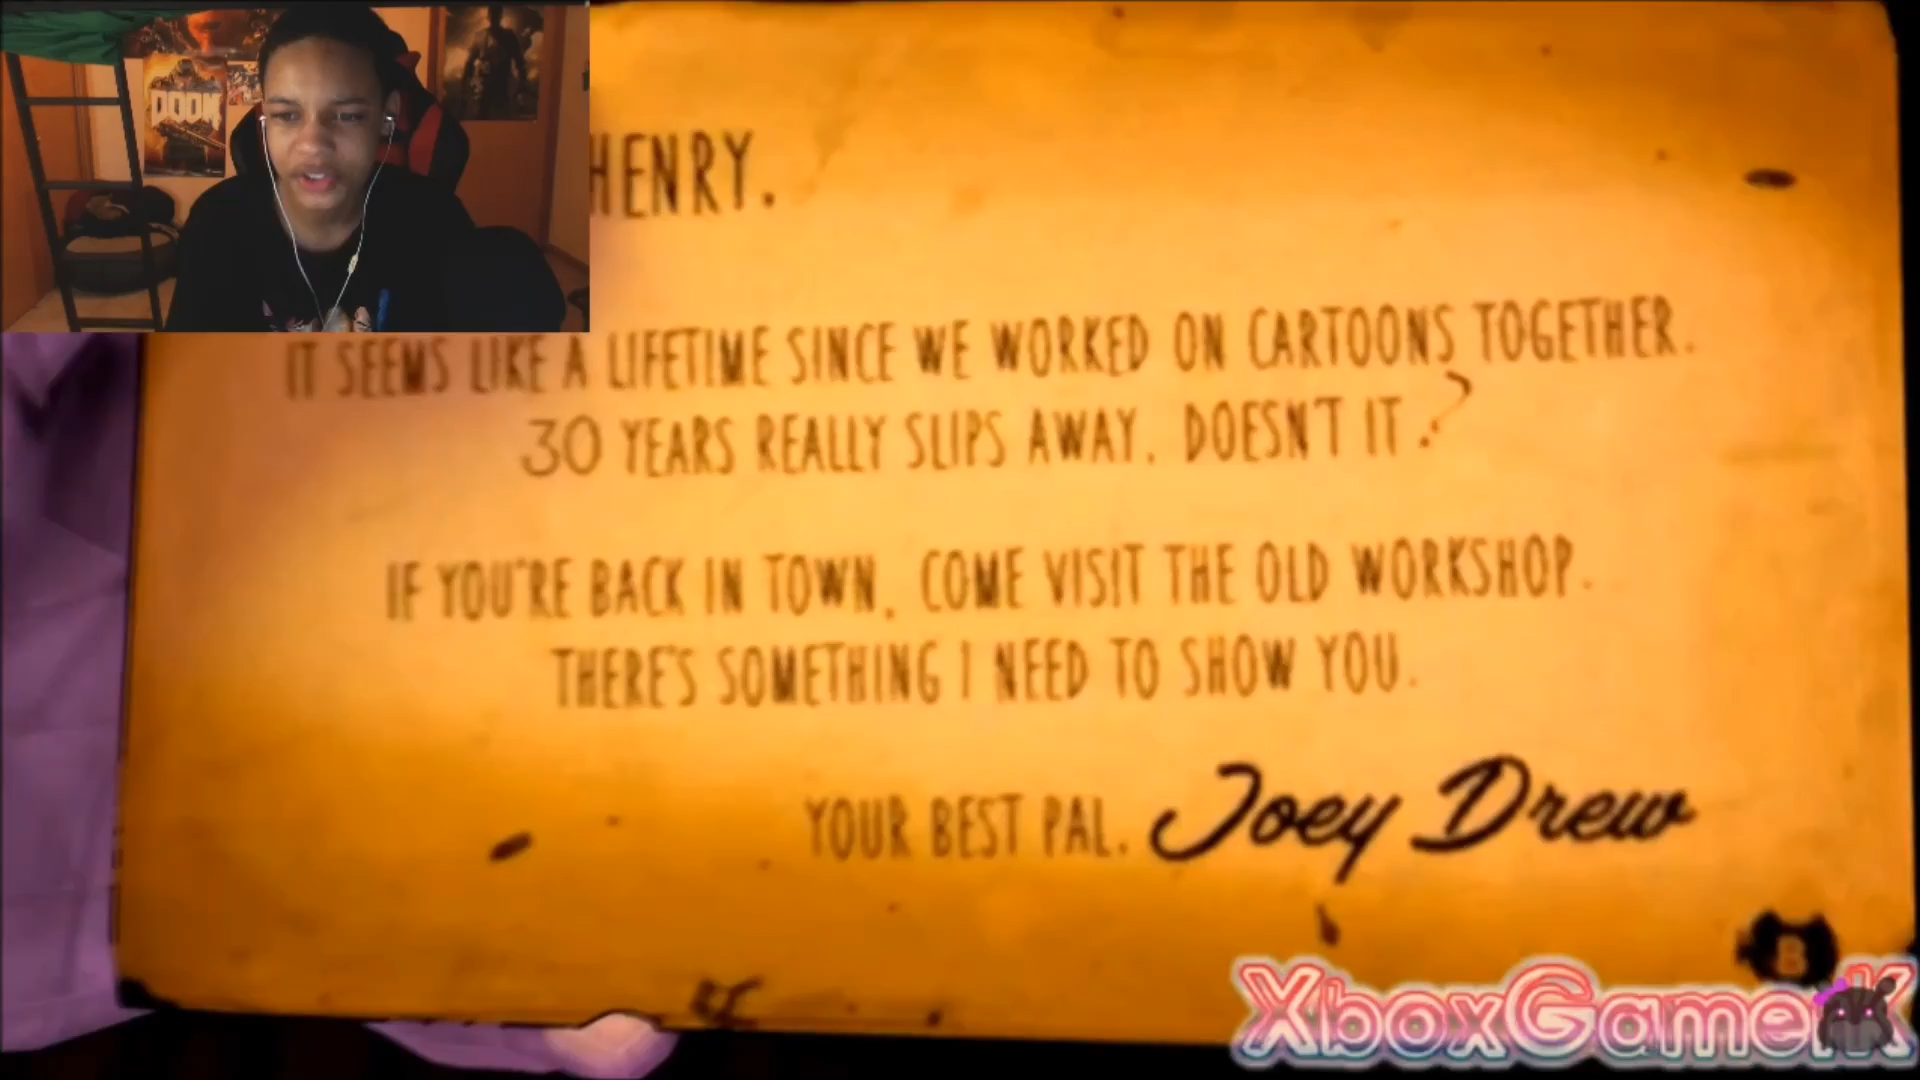 DOOM
HENRY.
IT SEEMS LIKE A LIFETIME SINCE WE WORKED ON CARTOONS TOGETHER.
30 YEARS REALLY SLIPS AWAY. DOESN'T IT?
IF YOU'RE BACK IN TOWN, COME VISIT THE OLD WORKSHOP.
THERE'S SOMETHING I NEED TO SHOW YOU.
YOUR BEST PAL, Joey Drew
B
XboxGamerK